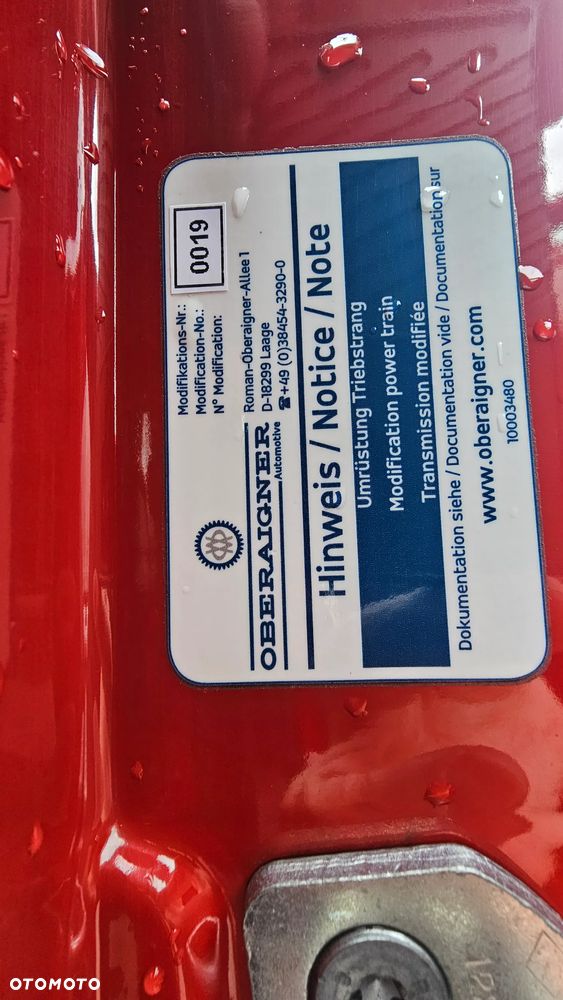 Modifikations-Nr.:
Modification-No.:
N° Modification:
0019
OBERAIGNER
Automotive
Roman-Oberaigner-Allee 1
D-18299 Laage
☎ +49 (0)38454-3290-0
Hinweis / Notice / Note
Umrüstung Triebstrang
Modification power train
Transmission modifiée
Dokumentation siehe / Documentation vide / Documentation sur
www.oberaigner.com
10003480
OTOMOTO